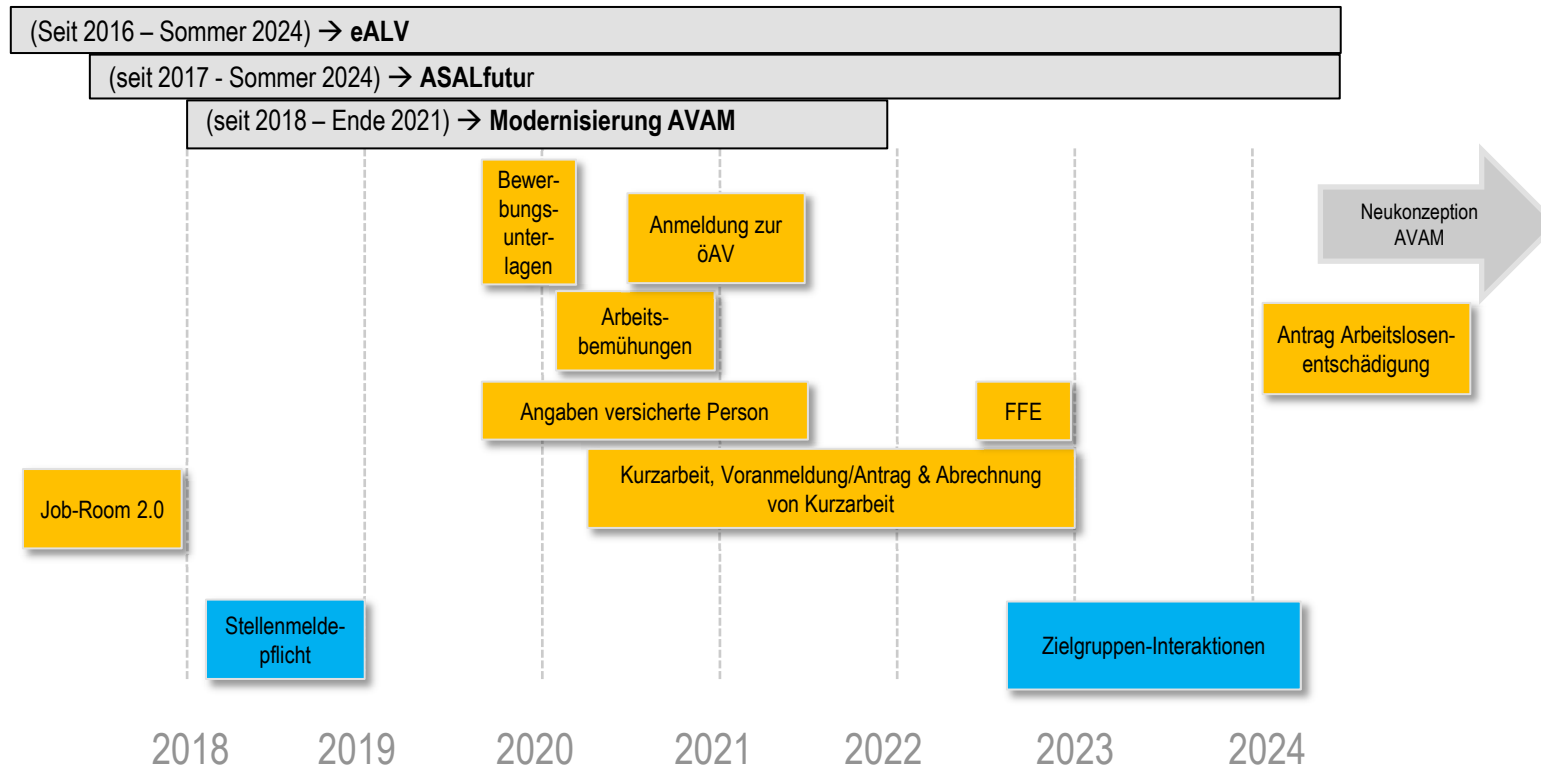 (Seit 2016 – Sommer 2024) → eALV
(seit 2017 - Sommer 2024) → ASALfutur
(seit 2018 – Ende 2021) → Modernisierung AVAM
Bewer-
bungs-
unter-
lagen
Anmeldung zur
öAV
Neukonzeption
AVAM
Arbeits-
bemühungen
Antrag Arbeitslosen-
entschädigung
Angaben versicherte Person
FFE
Kurzarbeit, Voranmeldung/Antrag & Abrechnung
von Kurzarbeit
Job-Room 2.0
Stellenmelde-
pflicht
Zielgruppen-Interaktionen
2018 2019 2020 2021 2022 2023 2024